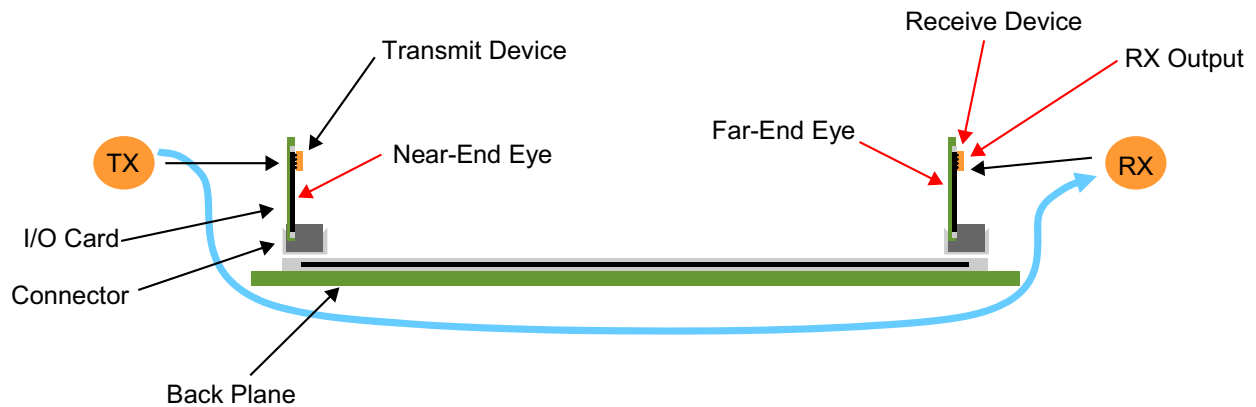 Receive Device
Transmit Device
RX Output
Far-End Eye
TX
Near-End Eye
RX
I/O Card
Connector
Back Plane